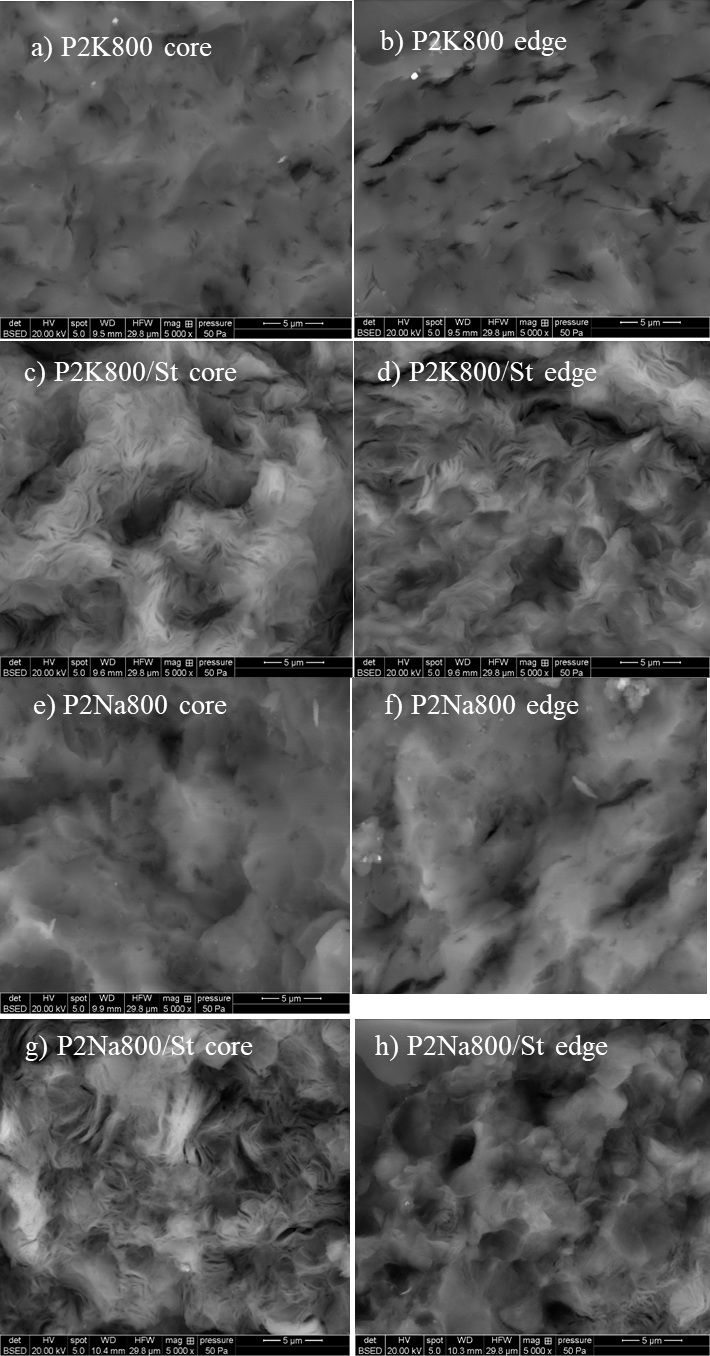 a) P2K800 core
b) P2K800 edge
det HV spot WD HFW mag ⊞ pressure
BSED 20.00 kV 5.0 9.5 mm 29.8 µm 5 000 x 50 Pa
5 µm
det HV spot WD HFW mag ⊞ pressure
BSED 20.00 kV 5.0 9.5 mm 29.8 µm 5 000 x 50 Pa
5 µm
c) P2K800/St core
d) P2K800/St edge
det HV spot WD HFW mag ⊞ pressure
BSED 20.00 kV 5.0 9.6 mm 29.8 µm 5 000 x 50 Pa
5 µm
det HV spot WD HFW mag ⊞ pressure
BSED 20.00 kV 5.0 9.6 mm 29.8 µm 5 000 x 50 Pa
5 µm
e) P2Na800 core
f) P2Na800 edge
det HV spot WD HFW mag ⊞ pressure
BSED 20.00 kV 5.0 9.9 mm 29.8 µm 5 000 x 50 Pa
5 µm
g) P2Na800/St core
h) P2Na800/St edge
det HV spot WD HFW mag ⊞ pressure
BSED 20.00 kV 5.0 10.4 mm 29.8 µm 5 000 x 50 Pa
5 µm
det HV spot WD HFW mag ⊞ pressure
BSED 20.00 kV 5.0 10.3 mm 29.8 µm 5 000 x 50 Pa
5 µm